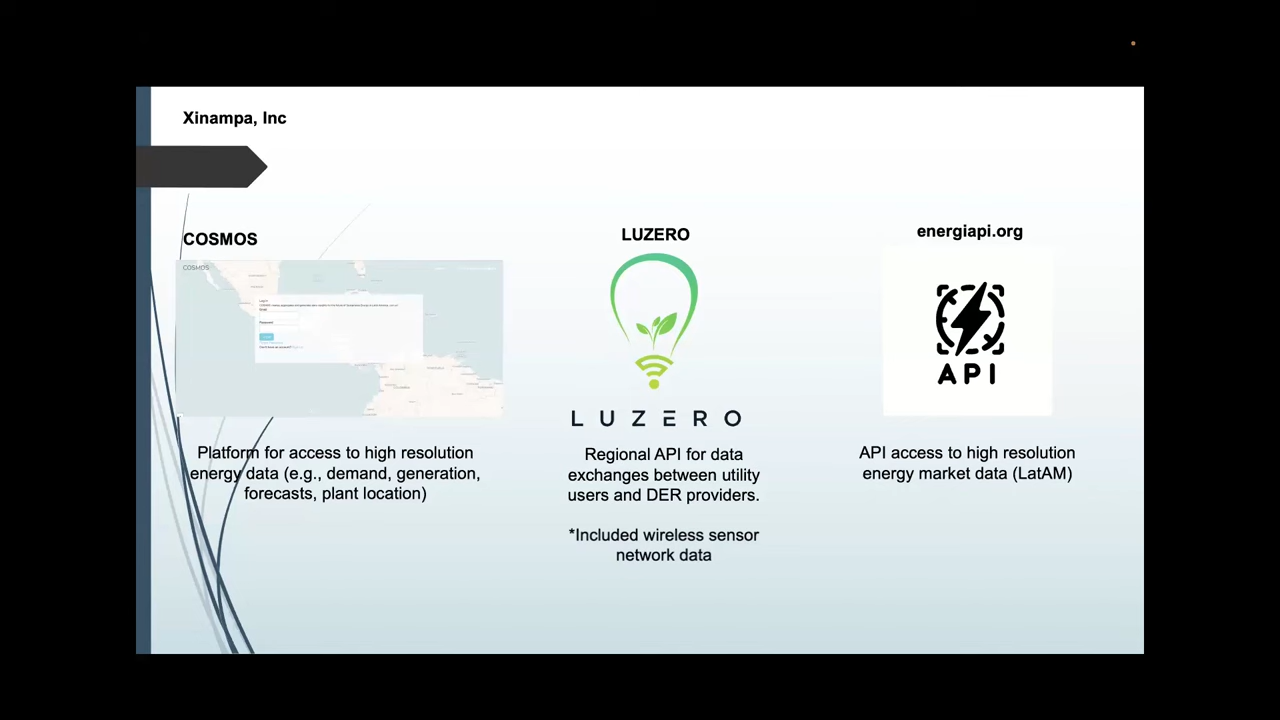 Xinampa, Inc
COSMOS
COSMOS
Platform for access to high resolution
energy data (e.g., demand, generation,
forecasts, plant location)
LUZERO
LUZERO
Regional API for data
exchanges between utility
users and DER providers.
*Included wireless sensor
network data
energiapi.org
API
API access to high resolution
energy market data (LatAM)